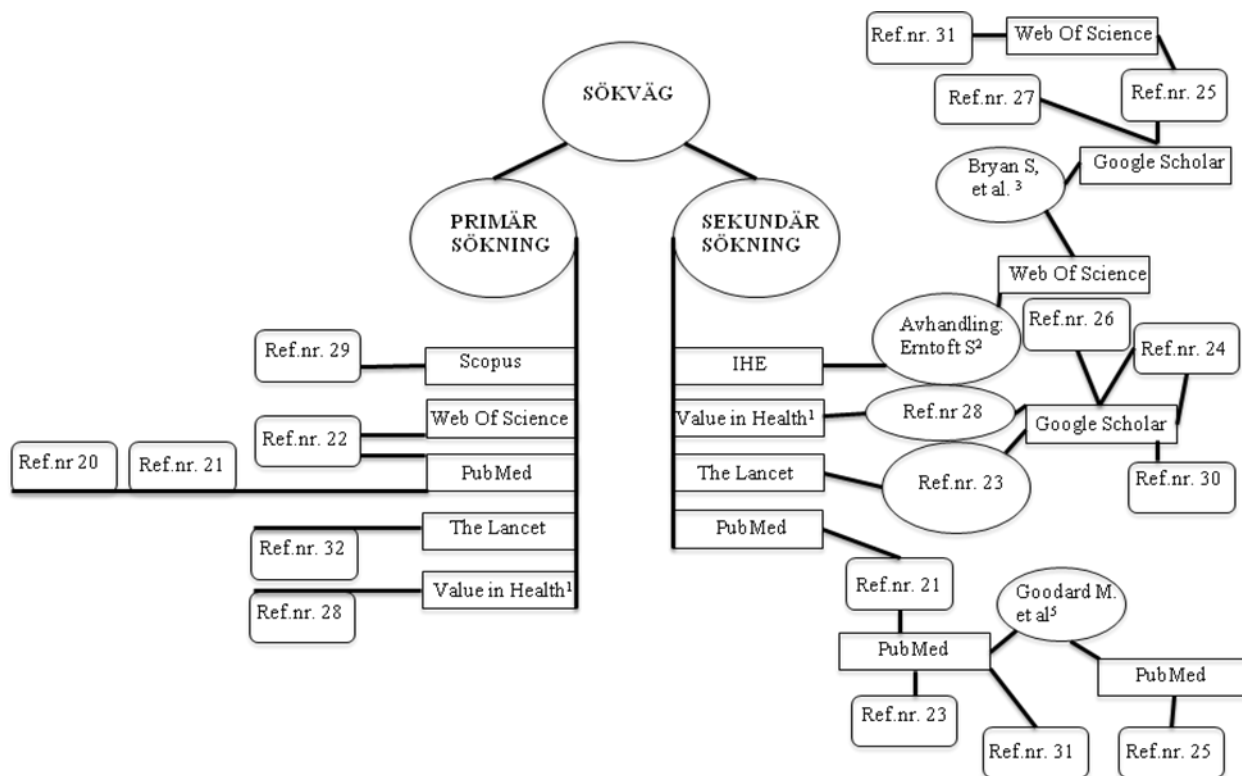 SÖKVÄG
PRIMÄR
SÖKNING
Ref.nr. 29
Scopus
Web Of Science
Ref.nr. 22
Ref.nr 20
Ref.nr. 21
PubMed
The Lancet
Ref.nr. 32
Value in Health¹
Ref.nr. 28
SEKUNDÄR
SÖKNING
IHE
Value in Health¹
The Lancet
PubMed
Ref.nr. 31
Web Of Science
Ref.nr. 27
Ref.nr. 25
Google Scholar
Bryan S,
et al. ³
Web Of Science
Avhandling:
Erntoft S²
Ref.nr. 26
Ref.nr. 24
Ref.nr 28
Google Scholar
Ref.nr. 23
Ref.nr. 30
Ref.nr. 21
Goodard M.
et al⁵
PubMed
PubMed
Ref.nr. 23
Ref.nr. 31
Ref.nr. 25